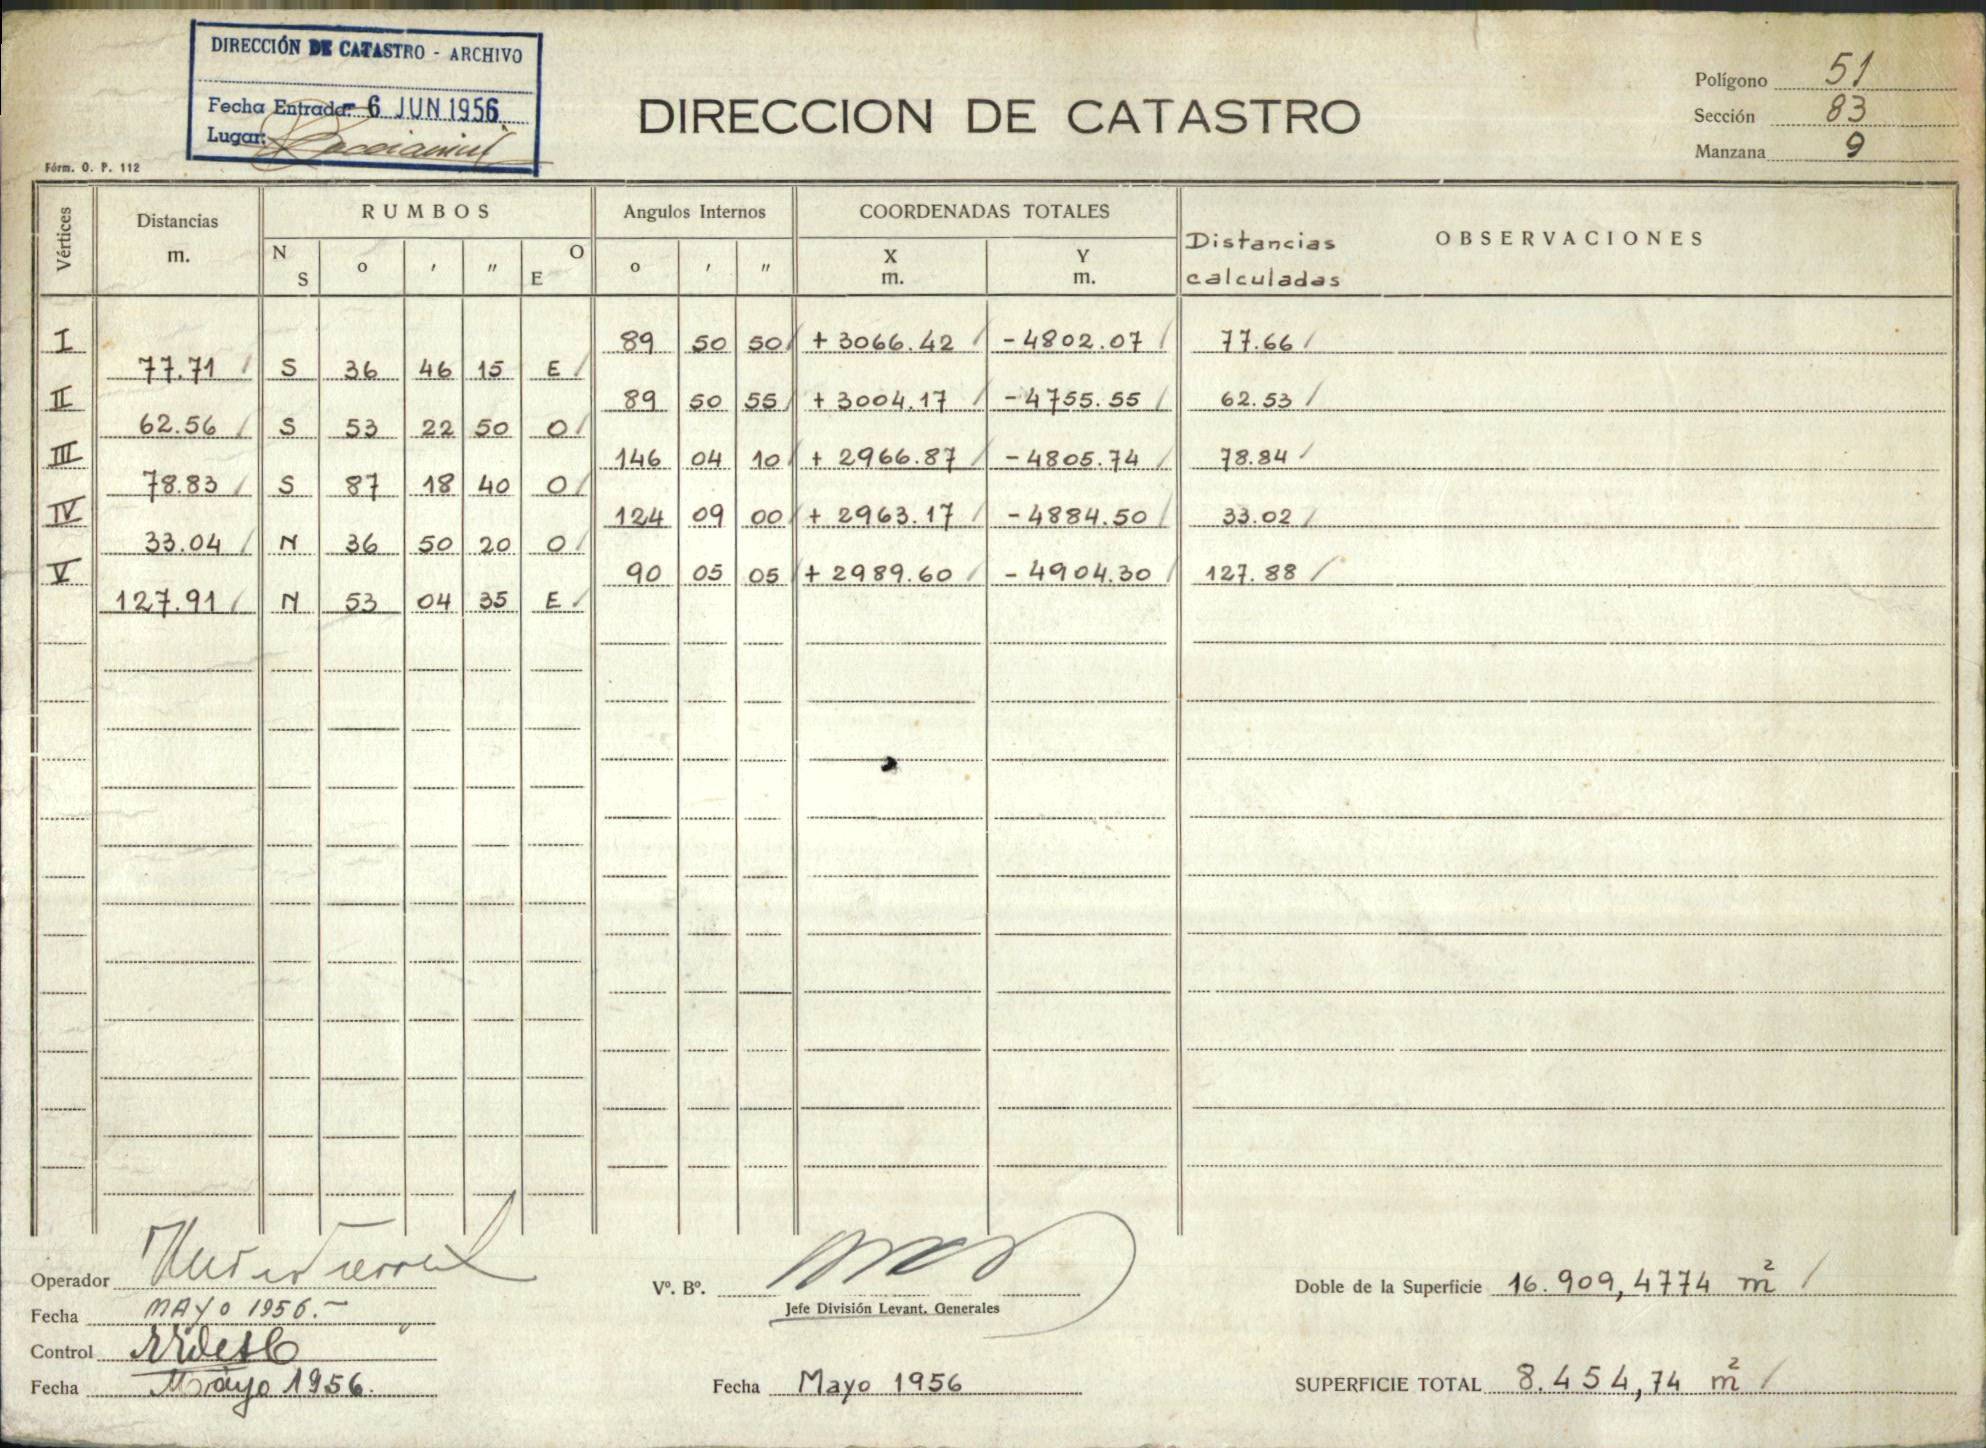 DIRECCIÓN DE CATASTRO - ARCHIVO
Fecha Entrada: - 6 JUN 1956
Lugar:
Fórm. O. P. 112
DIRECCION DE CATASTRO
Polígono 51
Sección 83
Manzana 9
Vértices Distancias m. RUMBOS Angulos Internos COORDENADAS TOTALES Distancias calculadas OBSERVACIONES
N S o ' " O E o ' " X m. Y m.
I 89 50 50 + 3066.42 - 4802.07 77.66
77.71 S 36 46 15 E
II 89 50 55 + 3004.17 - 4755.55 62.53
62.56 S 53 22 50 O
III 146 04 10 + 2966.87 - 4805.74 78.84
78.83 S 87 18 40 O
IV 124 09 00 + 2963.17 - 4884.50 33.02
33.04 N 36 50 20 O
V 90 05 05 + 2989.60 - 4904.30 127.88
127.91 N 53 04 35 E
Operador
Fecha MAYO 1956.-
Control
Fecha Mayo 1956.
Vº. Bº.
Jefe División Levant. Generales
Fecha Mayo 1956
Doble de la Superficie 16.909,4774 m²
SUPERFICIE TOTAL 8.454,74 m²